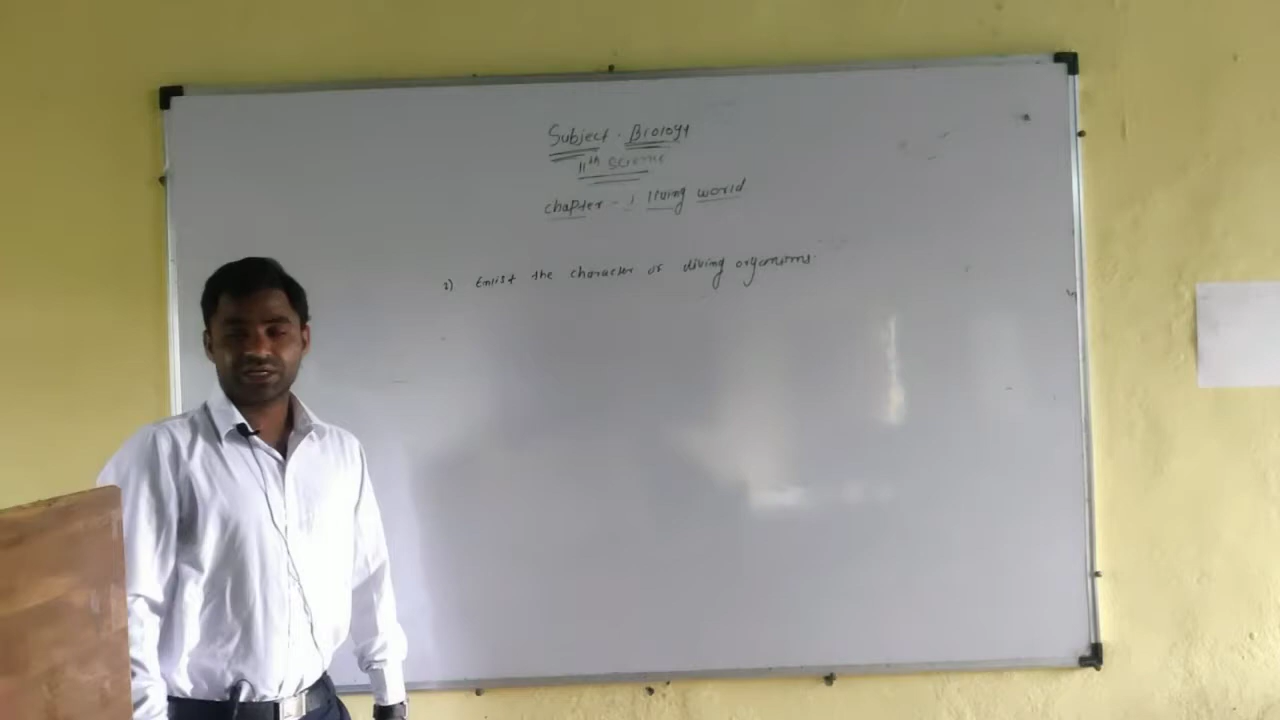 Subject - Biology
11th science
chapter - 1 living world
1) Enlist the character of living organisms.